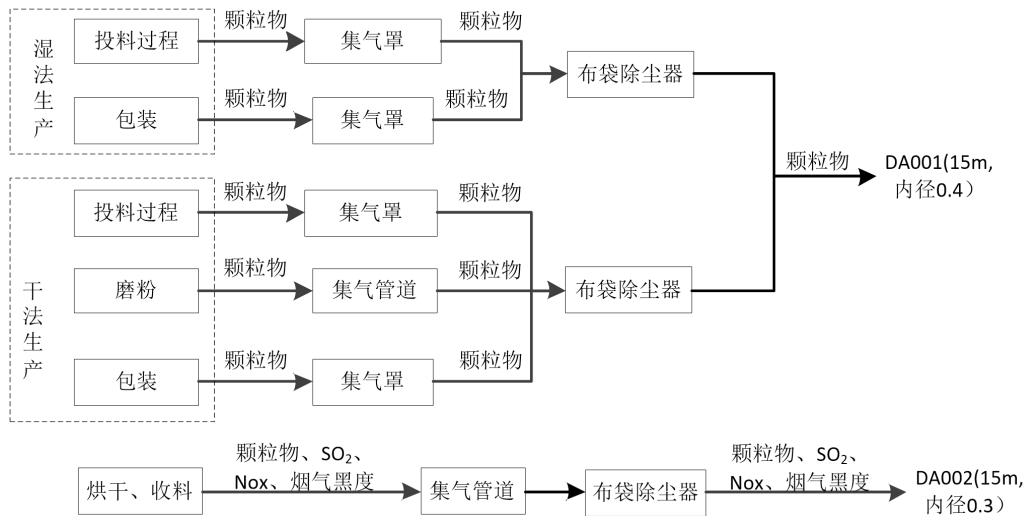 湿法生产
投料过程
颗粒物
集气罩
颗粒物
包装
颗粒物
集气罩
颗粒物
布袋除尘器
干法生产
投料过程
颗粒物
集气罩
颗粒物
磨粉
颗粒物
集气管道
颗粒物
包装
颗粒物
集气罩
颗粒物
布袋除尘器
颗粒物
DA001(15m,
内径0.4）
烘干、收料
颗粒物、SO₂、
Nox、烟气黑度
集气管道
布袋除尘器
颗粒物、SO₂、
Nox、烟气黑度
DA002(15m,
内径0.3）